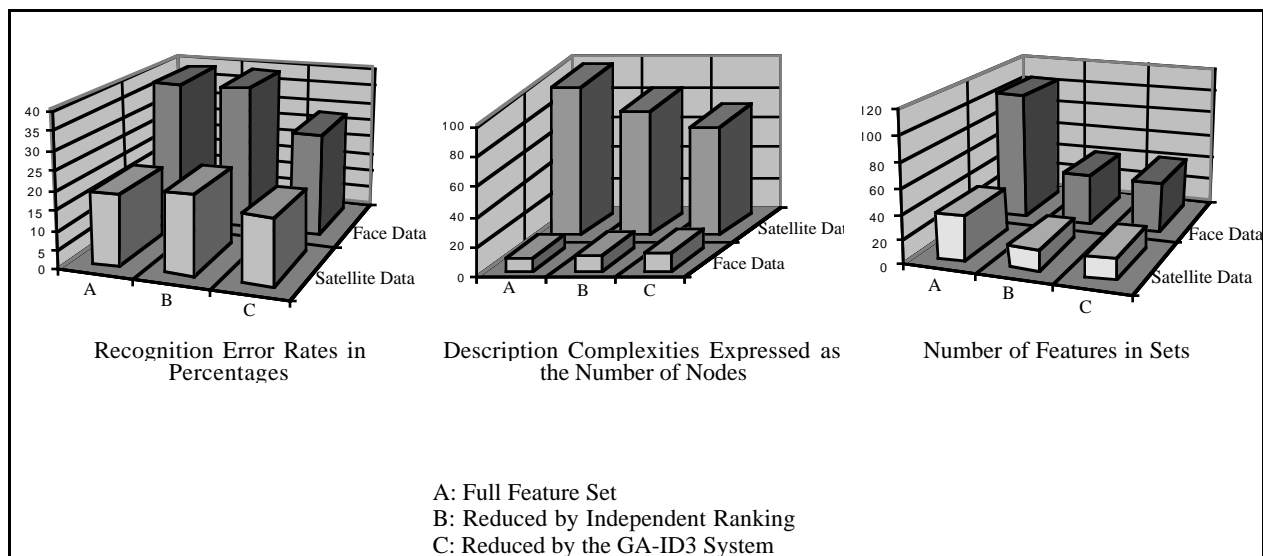 40
35
30
25
20
15
10
5
0
A
B
C
Face Data
Satellite Data
Recognition Error Rates in
Percentages
100
80
60
40
20
0
A
B
C
Satellite Dat
Face Data
Description Complexities Expressed as
the Number of Nodes
120
100
80
60
40
20
0
A
B
C
Face Data
Satellite Data
Number of Features in Sets
A: Full Feature Set
B: Reduced by Independent Ranking
C: Reduced by the GA-ID3 System